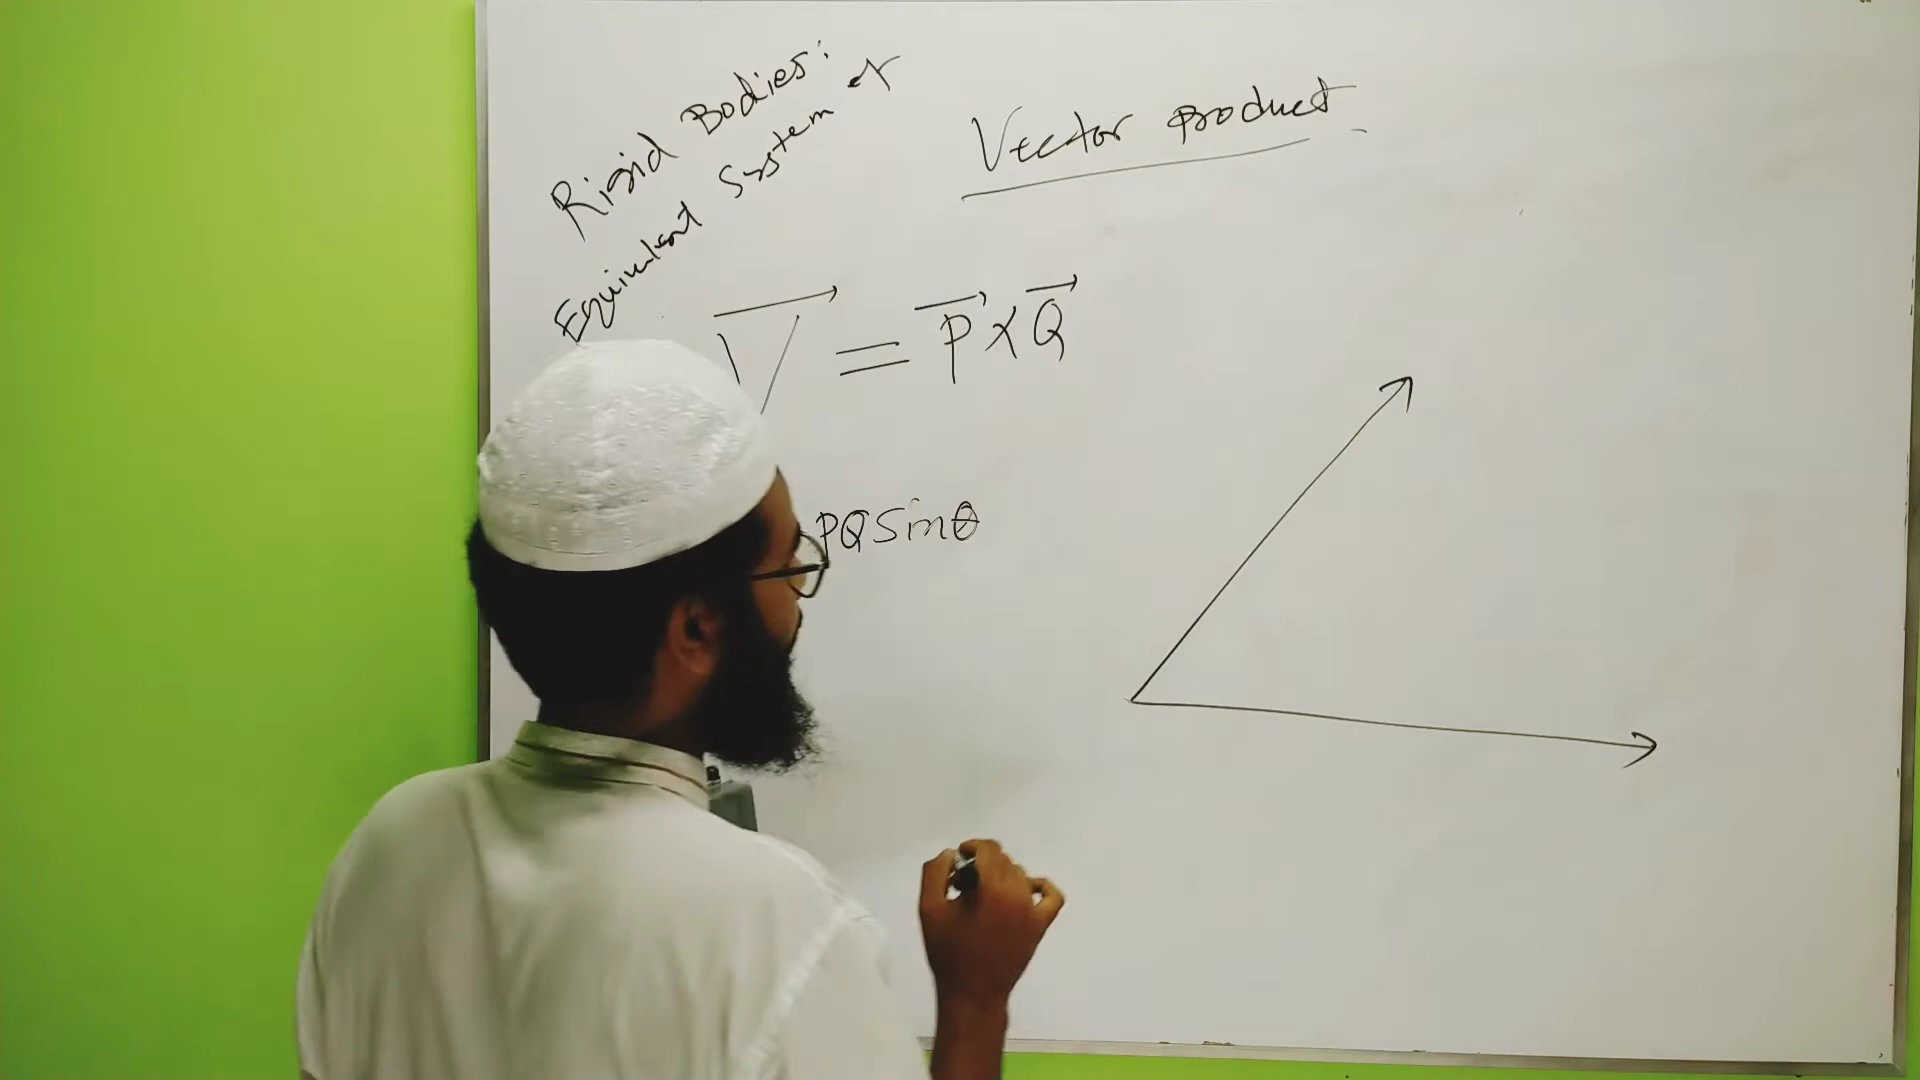 Rigid Bodies:
Equivalent System of
Vector product
V = P × Q
PQ Sinθ